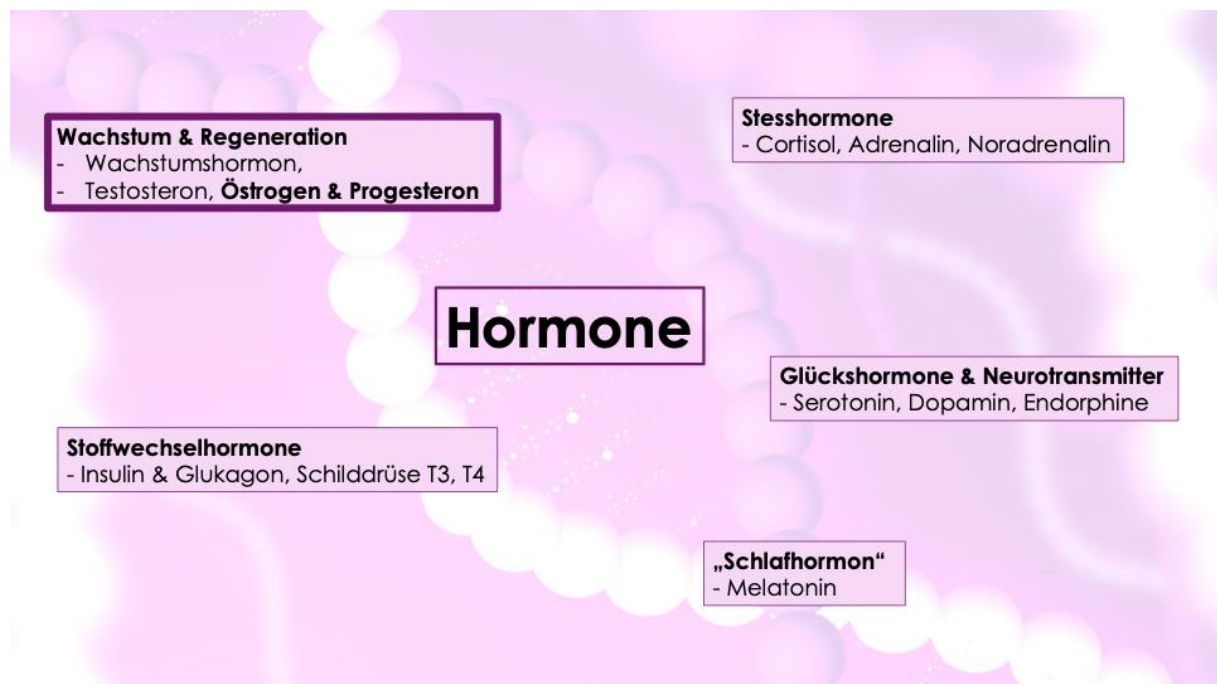 Wachstum & Regeneration
- Wachstumshormon,
- Testosteron, Östrogen & Progesteron
Stresshormone
- Cortisol, Adrenalin, Noradrenalin
Hormone
Glückshormone & Neurotransmitter
- Serotonin, Dopamin, Endorphine
Stoffwechselhormone
- Insulin & Glukagon, Schilddrüse T3, T4
„Schlafhormon“
- Melatonin